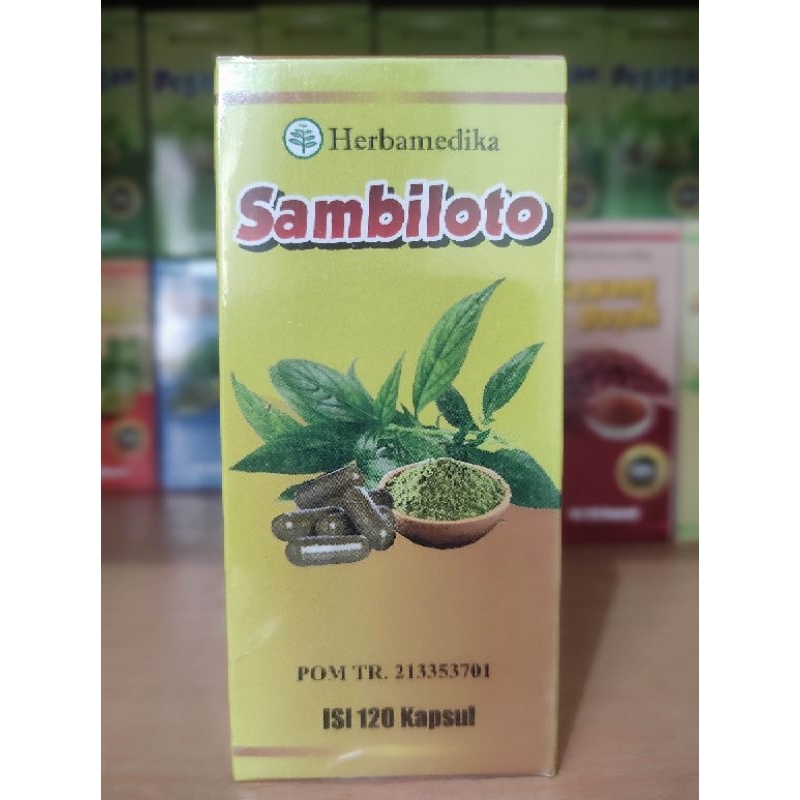 Herbamedika
Sambiloto
POM TR. 213353701
ISI 120 Kapsul